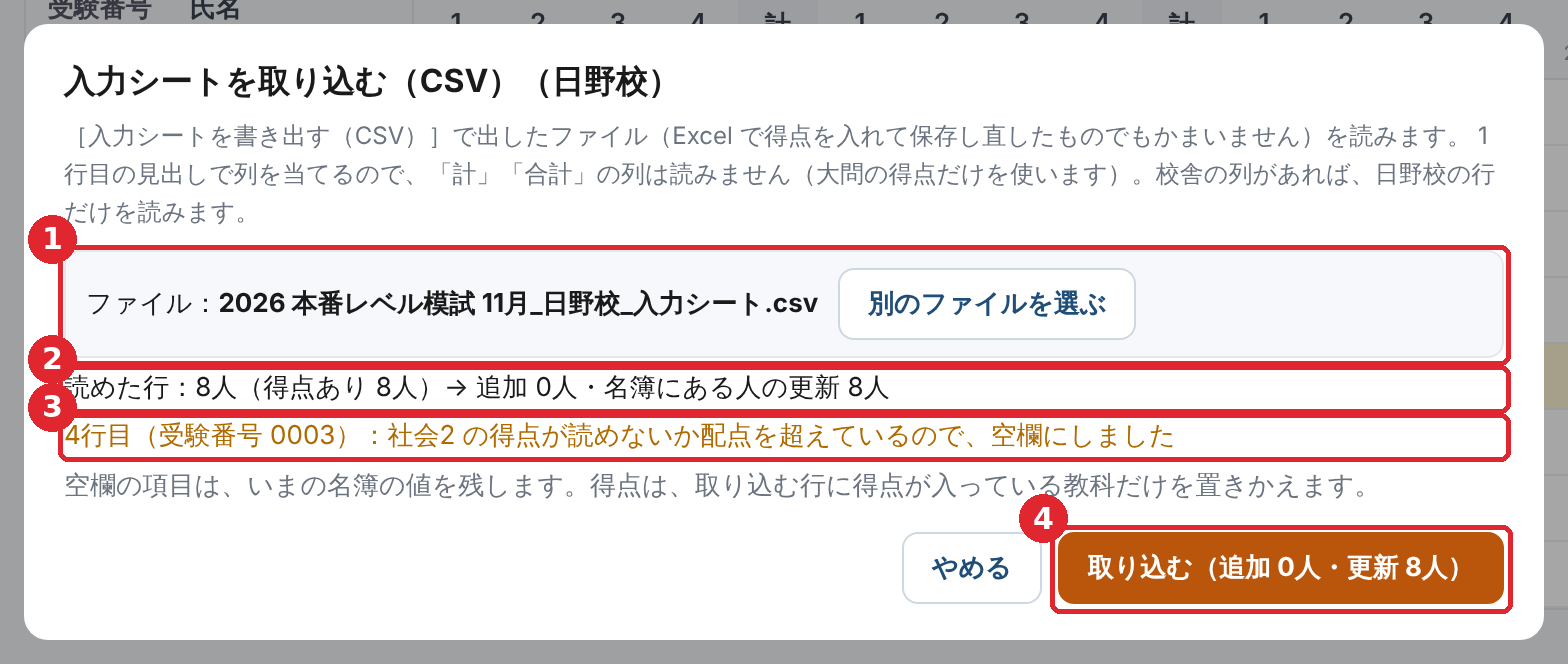 受験番号 氏名 1 2 3 4 計 1 2 3 4 計 1 2 3 4
入力シートを取り込む（CSV）（日野校）
［入力シートを書き出す（CSV）］で出したファイル（Excel で得点を入れて保存し直したものでもかまいません）を読みます。 1
行目の見出しで列を当てるので、「計」「合計」の列は読みません（大問の得点だけを使います）。校舎の列があれば、日野校の行
だけを読みます。
1
ファイル：2026 本番レベル模試 11月_日野校_入力シート.csv 別のファイルを選ぶ
2
読めた行：8人（得点あり 8人）→ 追加 0人・名簿にある人の更新 8人
3
4行目（受験番号 0003）：社会2 の得点が読めないか配点を超えているので、空欄にしました
空欄の項目は、いまの名簿の値を残します。得点は、取り込む行に得点が入っている教科だけを置きかえます。
4
やめる 取り込む（追加 0人・更新 8人）